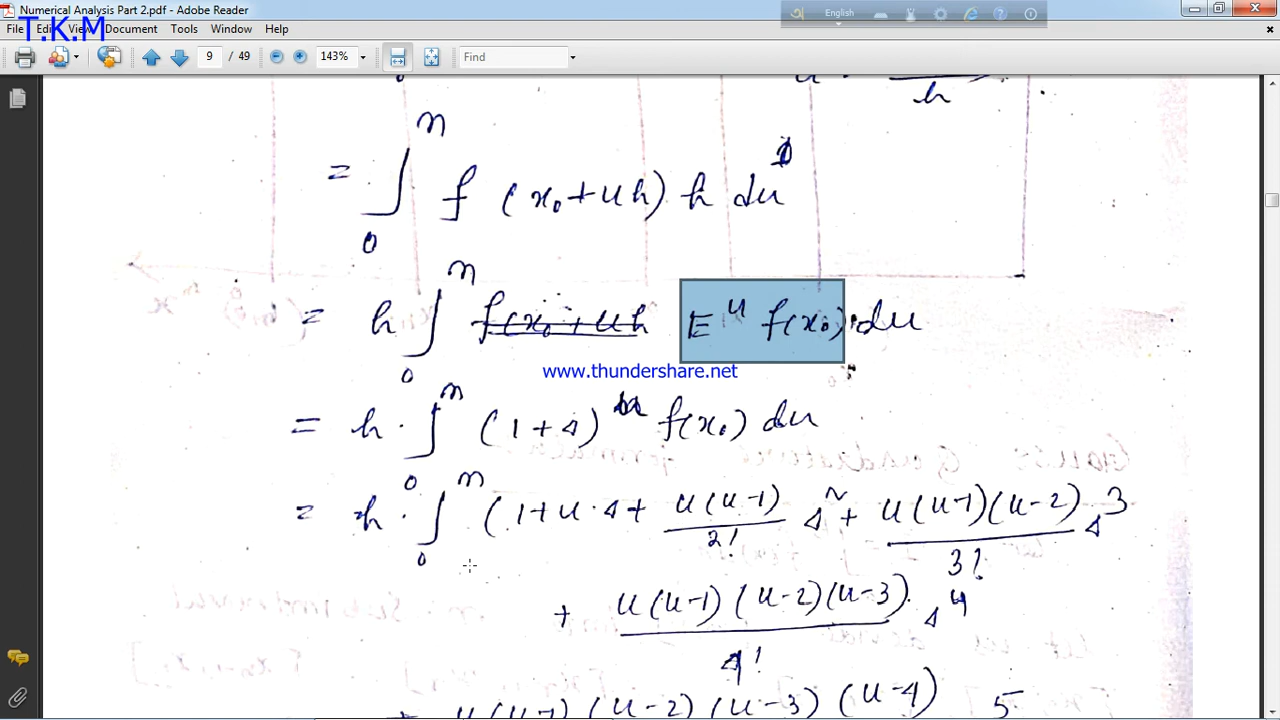 Numerical Analysis Part 2.pdf - Adobe Reader
English
T.K.M
File Edit View Document Tools Window Help
9 / 49 143% Find
h
= ∫₀ⁿ f (x₀ + uh) h du
= h ∫₀ⁿ f(x₀ + uh E^u f(x₀) du
www.thundershare.net
= h · ∫₀ⁿ (1 + Δ)^u f(x₀) du
= h · ∫₀ⁿ (1 + u · Δ + u(u-1)/2! Δ² + u(u-1)(u-2)/3! Δ³
+ u(u-1)(u-2)(u-3)/4! Δ⁴
+ u(u-1)(u-2)(u-3)(u-4) 5